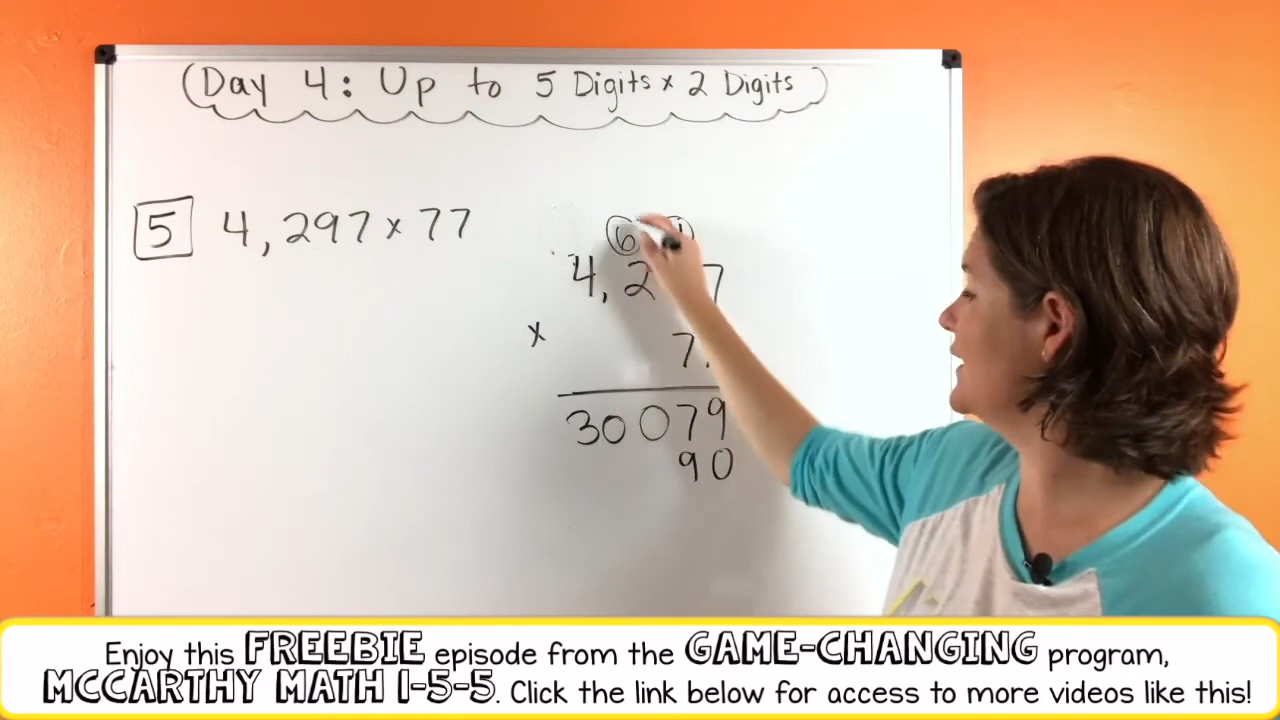 (Day 4: Up to 5 Digits x 2 Digits)
5 4,297 x 77
6
4,2 7
x 7
30079
90
Enjoy this FREEBIE episode from the GAME-CHANGING program,
MCCARTHY MATH 1-5-5. Click the link below for access to more videos like this!